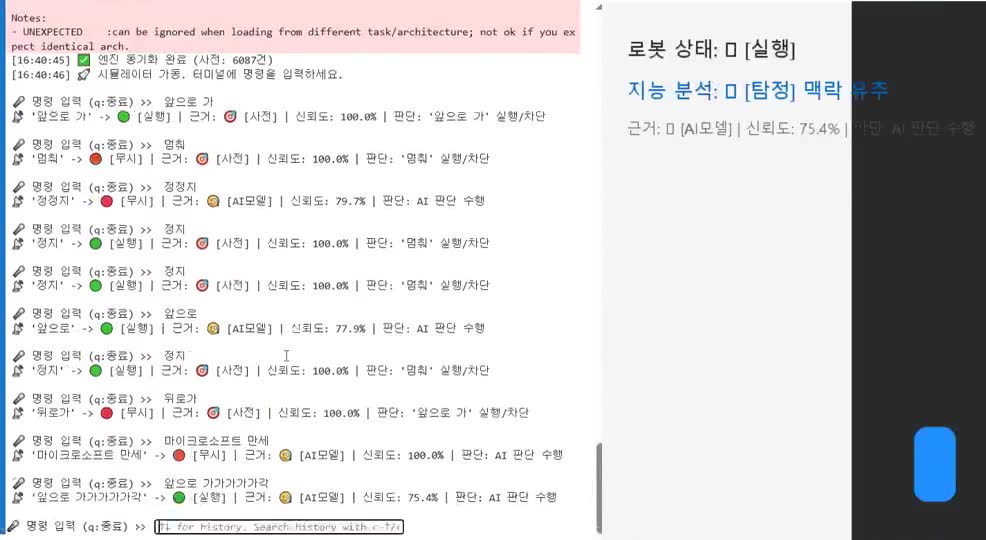 Notes:
- UNEXPECTED :can be ignored when loading from different task/architecture; not ok if you ex
pect identical arch.
[16:40:45] ✅ 엔진 동기화 완료 (사전: 6087건)
[16:40:46] 🚀 시뮬레이터 가동. 터미널에 명령을 입력하세요.
🎤 명령 입력 (q:종료) >> 앞으로 가
'앞으로 가' -> 🟢 [실행] | 근거: 🎯 [사전] | 신뢰도: 100.0% | 판단: '앞으로 가' 실행/차단
🎤 명령 입력 (q:종료) >> 멈춰
'멈춰' -> 🔴 [무시] | 근거: 🎯 [사전] | 신뢰도: 100.0% | 판단: '멈춰' 실행/차단
🎤 명령 입력 (q:종료) >> 정정지
'정정지' -> 🔴 [무시] | 근거: [AI모델] | 신뢰도: 79.7% | 판단: AI 판단 수행
🎤 명령 입력 (q:종료) >> 정지
'정지' -> 🟢 [실행] | 근거: 🎯 [사전] | 신뢰도: 100.0% | 판단: '멈춰' 실행/차단
🎤 명령 입력 (q:종료) >> 정지
'정지' -> 🟢 [실행] | 근거: 🎯 [사전] | 신뢰도: 100.0% | 판단: '멈춰' 실행/차단
🎤 명령 입력 (q:종료) >> 앞으로
'앞으로' -> 🟢 [실행] | 근거: [AI모델] | 신뢰도: 77.9% | 판단: AI 판단 수행
🎤 명령 입력 (q:종료) >> 정지
'정지' -> 🟢 [실행] | 근거: 🎯 [사전] | 신뢰도: 100.0% | 판단: '멈춰' 실행/차단
🎤 명령 입력 (q:종료) >> 뒤로가
'뒤로가' -> 🔴 [무시] | 근거: 🎯 [사전] | 신뢰도: 100.0% | 판단: '앞으로 가' 실행/차단
🎤 명령 입력 (q:종료) >> 마이크로소프트 만세
'마이크로소프트 만세' -> 🔴 [무시] | 근거: [AI모델] | 신뢰도: 100.0% | 판단: AI 판단 수행
🎤 명령 입력 (q:종료) >> 앞으로 가가가가가각
'앞으로 가가가가가각' -> 🟢 [실행] | 근거: [AI모델] | 신뢰도: 75.4% | 판단: AI 판단 수행
🎤 명령 입력 (q:종료) >> ↑↓ for history. Search history with c-↑/c
로봇 상태: [실행]
지능 분석: [탐정] 맥락 유추
근거: [AI모델] | 신뢰도: 75.4% | 판단: AI 판단 수행